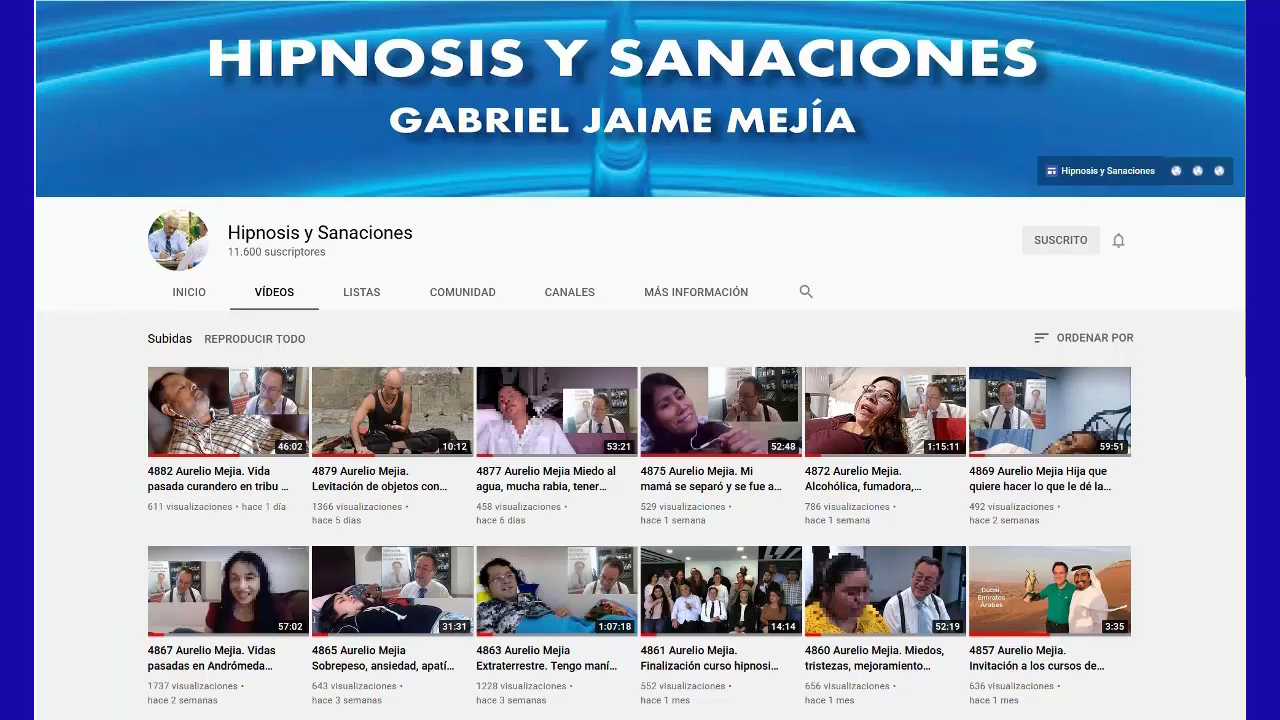 HIPNOSIS Y SANACIONES
GABRIEL JAIME MEJÍA
Hipnosis y Sanaciones
Hipnosis y Sanaciones
11.600 suscriptores
SUSCRITO
INICIO VÍDEOS LISTAS COMUNIDAD CANALES MÁS INFORMACIÓN
Subidas REPRODUCIR TODO ORDENAR POR
46:02 10:12 53:21 52:48 1:15:11 59:51
4882 Aurelio Mejia. Vida
pasada curandero en tribu ...
611 visualizaciones • hace 1 día
4879 Aurelio Mejia.
Levitación de objetos con...
1366 visualizaciones •
hace 5 días
4877 Aurelio Mejia Miedo al
agua, mucha rabia, tener...
458 visualizaciones •
hace 6 días
4875 Aurelio Mejia. Mi
mamá se separó y se fue a...
529 visualizaciones •
hace 1 semana
4872 Aurelio Mejia.
Alcohólica, fumadora,...
786 visualizaciones •
hace 1 semana
4869 Aurelio Mejia Hija que
quiere hacer lo que le dé la...
492 visualizaciones •
hace 2 semanas
Dubai,
Emiratos
Arabes
57:02 31:31 1:07:18 14:14 52:19 3:35
4867 Aurelio Mejia. Vidas
pasadas en Andrómeda...
1737 visualizaciones •
hace 2 semanas
4865 Aurelio Mejia
Sobrepeso, ansiedad, apatí...
643 visualizaciones •
hace 3 semanas
4863 Aurelio Mejia
Extraterrestre. Tengo maní...
1228 visualizaciones •
hace 3 semanas
4861 Aurelio Mejia.
Finalización curso hipnosi...
552 visualizaciones •
hace 1 mes
4860 Aurelio Mejia. Miedos,
tristezas, mejoramiento...
656 visualizaciones •
hace 1 mes
4857 Aurelio Mejia.
Invitación a los cursos de...
636 visualizaciones •
hace 1 mes